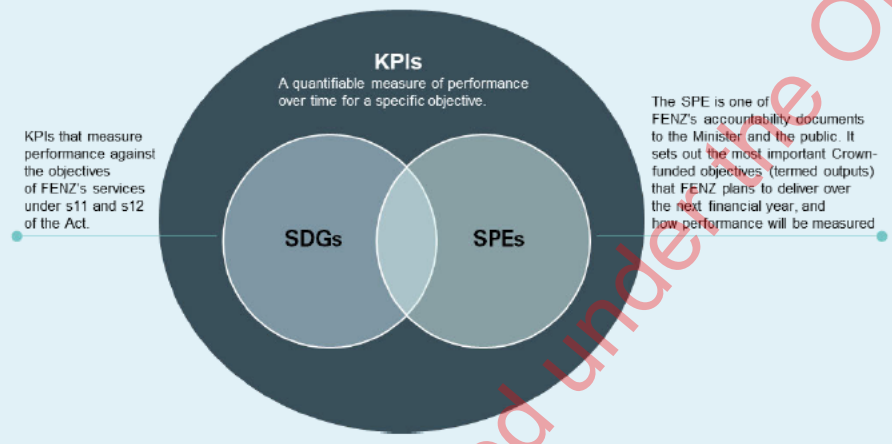 KPIs
A quantifiable measure of performance
over time for a specific objective.
KPIs that measure
performance against
the objectives
of FENZ's services
under s11 and s12
of the Act.
SDGs
SPEs
The SPE is one of
FENZ's accountability documents
to the Minister and the public. It
sets out the most important Crown-
funded objectives (termed outputs)
that FENZ plans to deliver over
the next financial year, and
how performance will be measured
under the